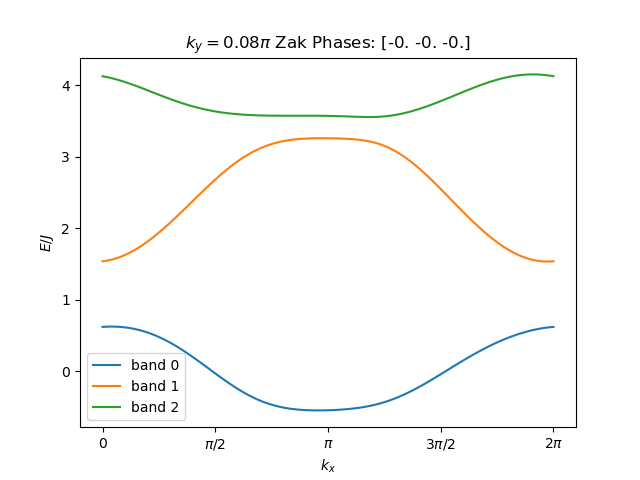 k_y = 0.08π Zak Phases: [-0. -0. -0.]
4
3
2
1
0
E/J
band 0
band 1
band 2
0 π/2 π 3π/2 2π
k_x